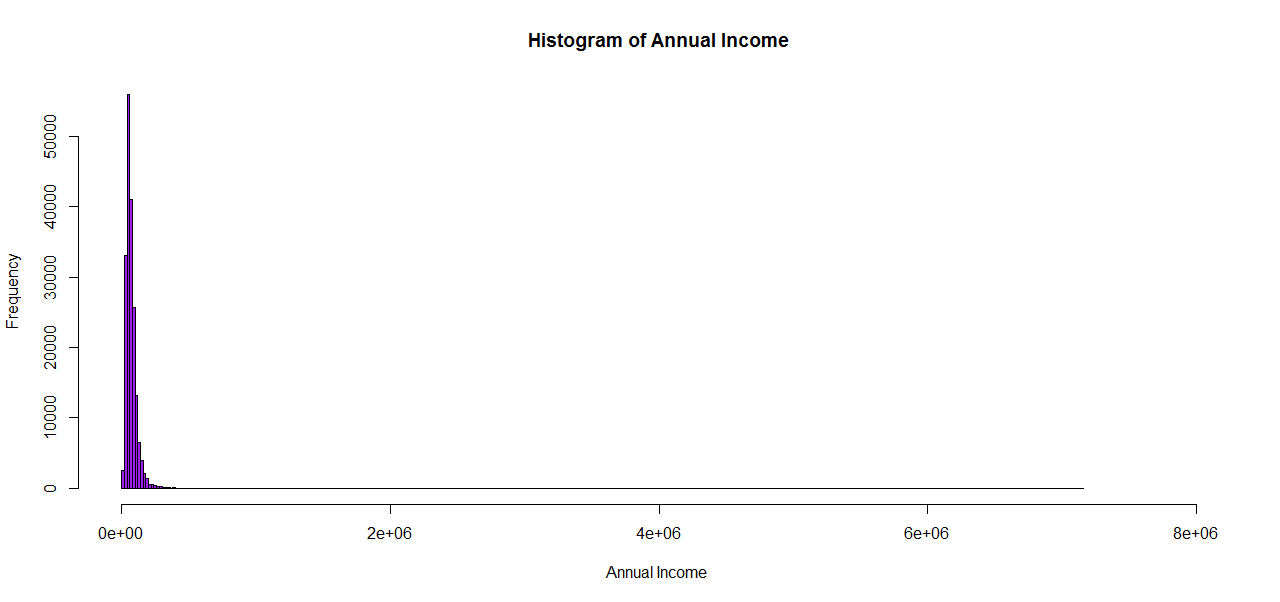 Histogram of Annual Income
Frequency
50000
40000
30000
20000
10000
0
0e+00 2e+06 4e+06 6e+06 8e+06
Annual Income